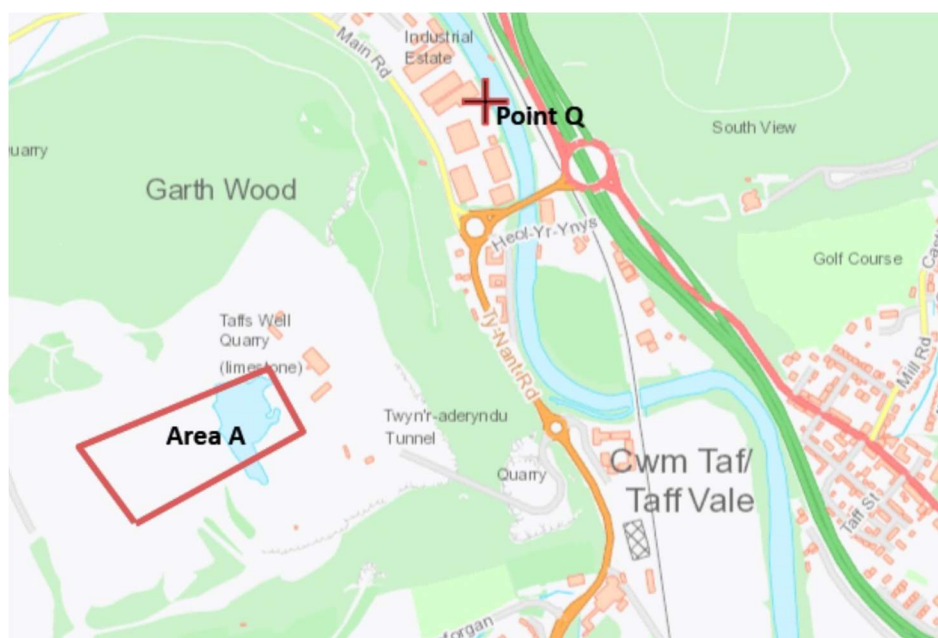 Industrial
Estate
Main Rd
Point Q
South View
uarry
Garth Wood
Heol-Yr-Ynys
Golf Course
Taffs Well
Quarry
(limestone)
Ty-Nant Rd
Mill Rd
Area A
Twyn'r-aderyndu
Tunnel
Quarry
Cwm Taf/
Taff Vale
Taff St
organ